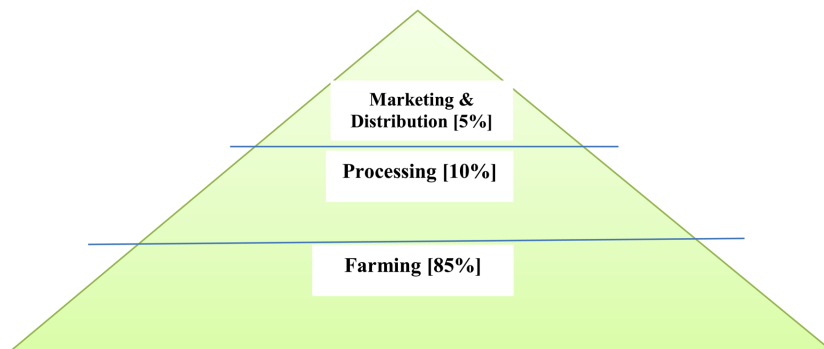 Marketing &
Distribution [5%]
Processing [10%]
Farming [85%]